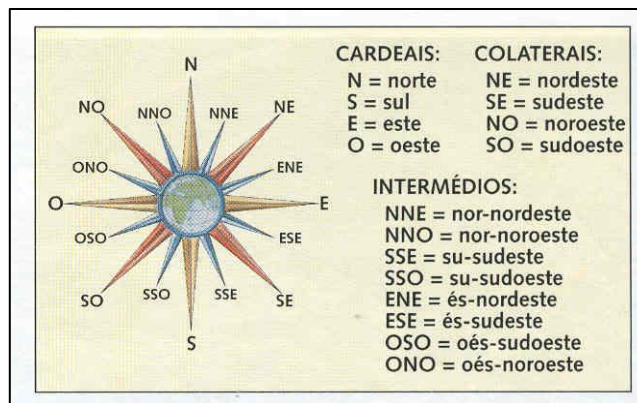 N
NO
NNO
NNE
NE
ONO
ENE
O
E
OSO
ESE
SO
SSO
SSE
SE
S
CARDEAIS:
N = norte
S = sul
E = este
O = oeste
COLATERAIS:
NE = nordeste
SE = sudeste
NO = noroeste
SO = sudoeste
INTERMÉDIOS:
NNE = nor-nordeste
NNO = nor-noroeste
SSE = su-sudeste
SSO = su-sudoeste
ENE = és-nordeste
ESE = és-sudeste
OSO = oés-sudoeste
ONO = oés-noroeste